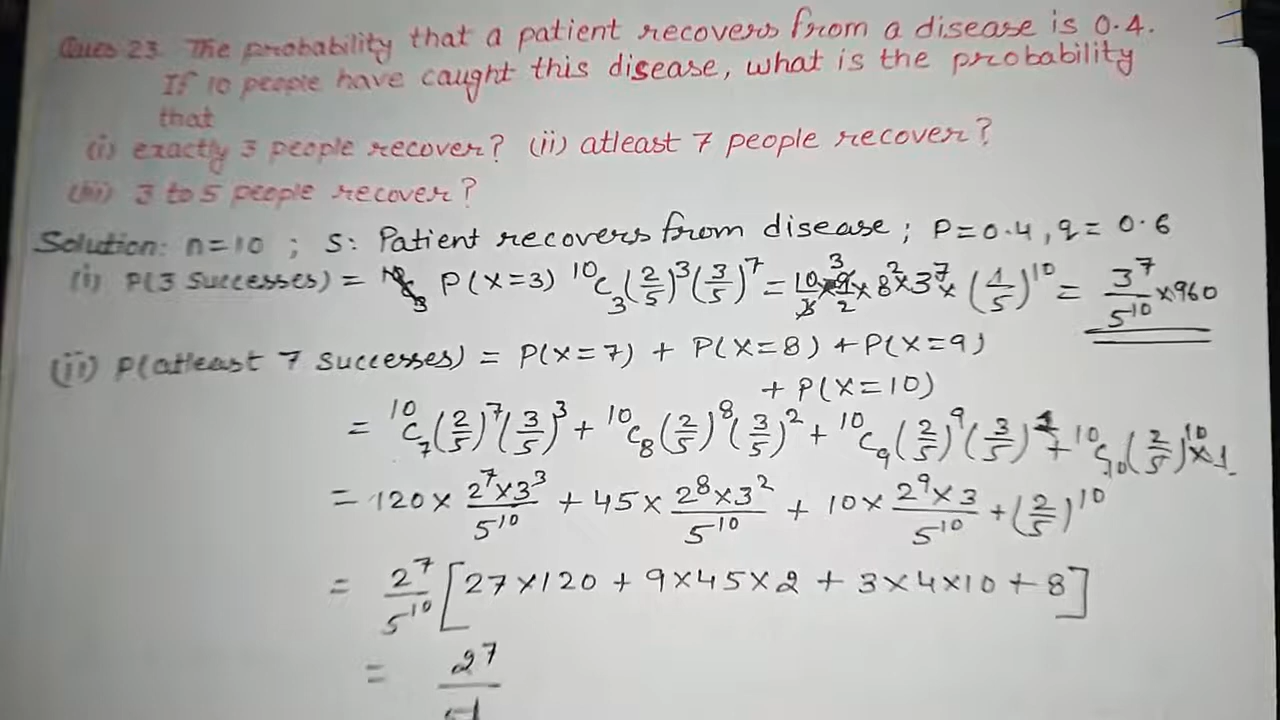 Ques 23. The probability that a patient recovers from a disease is 0.4.
If 10 people have caught this disease, what is the probability
that
(i) exactly 3 people recover? (ii) atleast 7 people recover?
(iii) 3 to 5 people recover?
Solution: n=10 ; S: Patient recovers from disease ; P=0.4, q=0.6
(i) P(3 Successes) = P(X=3) ¹⁰C₃(2/5)³(3/5)⁷ = 10×9/2×8×3⁷×(1/5)¹⁰ = 3⁷/5¹⁰ ×960
(ii) P(atleast 7 successes) = P(X=7) + P(X=8) + P(X=9)
+ P(X=10)
= ¹⁰C₇(2/5)⁷(3/5)³ + ¹⁰C₈(2/5)⁸(3/5)² + ¹⁰C₉(2/5)⁹(3/5)¹ + ¹⁰C₁₀(2/5)¹⁰×1
= 120 × 2⁷×3³/5¹⁰ + 45 × 2⁸×3²/5¹⁰ + 10 × 2⁹×3/5¹⁰ + (2/5)¹⁰
= 2⁷/5¹⁰ [27×120 + 9×45×2 + 3×4×10 + 8]
= 2⁷